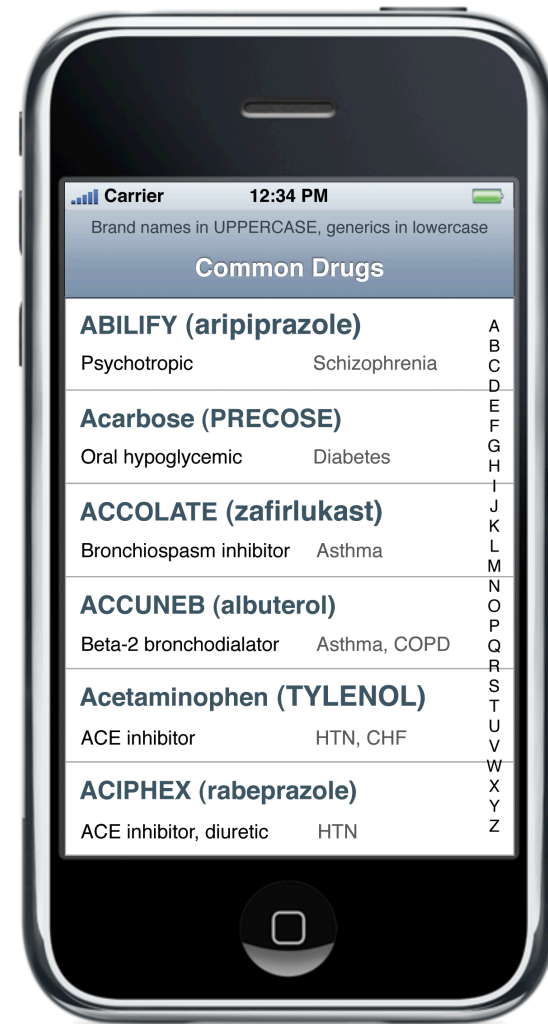 Carrier 12:34 PM
Brand names in UPPERCASE, generics in lowercase
Common Drugs
ABILIFY (aripiprazole)
Psychotropic Schizophrenia
Acarbose (PRECOSE)
Oral hypoglycemic Diabetes
ACCOLATE (zafirlukast)
Bronchiospasm inhibitor Asthma
ACCUNEB (albuterol)
Beta-2 bronchodialator Asthma, COPD
Acetaminophen (TYLENOL)
ACE inhibitor HTN, CHF
ACIPHEX (rabeprazole)
ACE inhibitor, diuretic HTN
A
B
C
D
E
F
G
H
I
J
K
L
M
N
O
P
Q
R
S
T
U
V
W
X
Y
Z